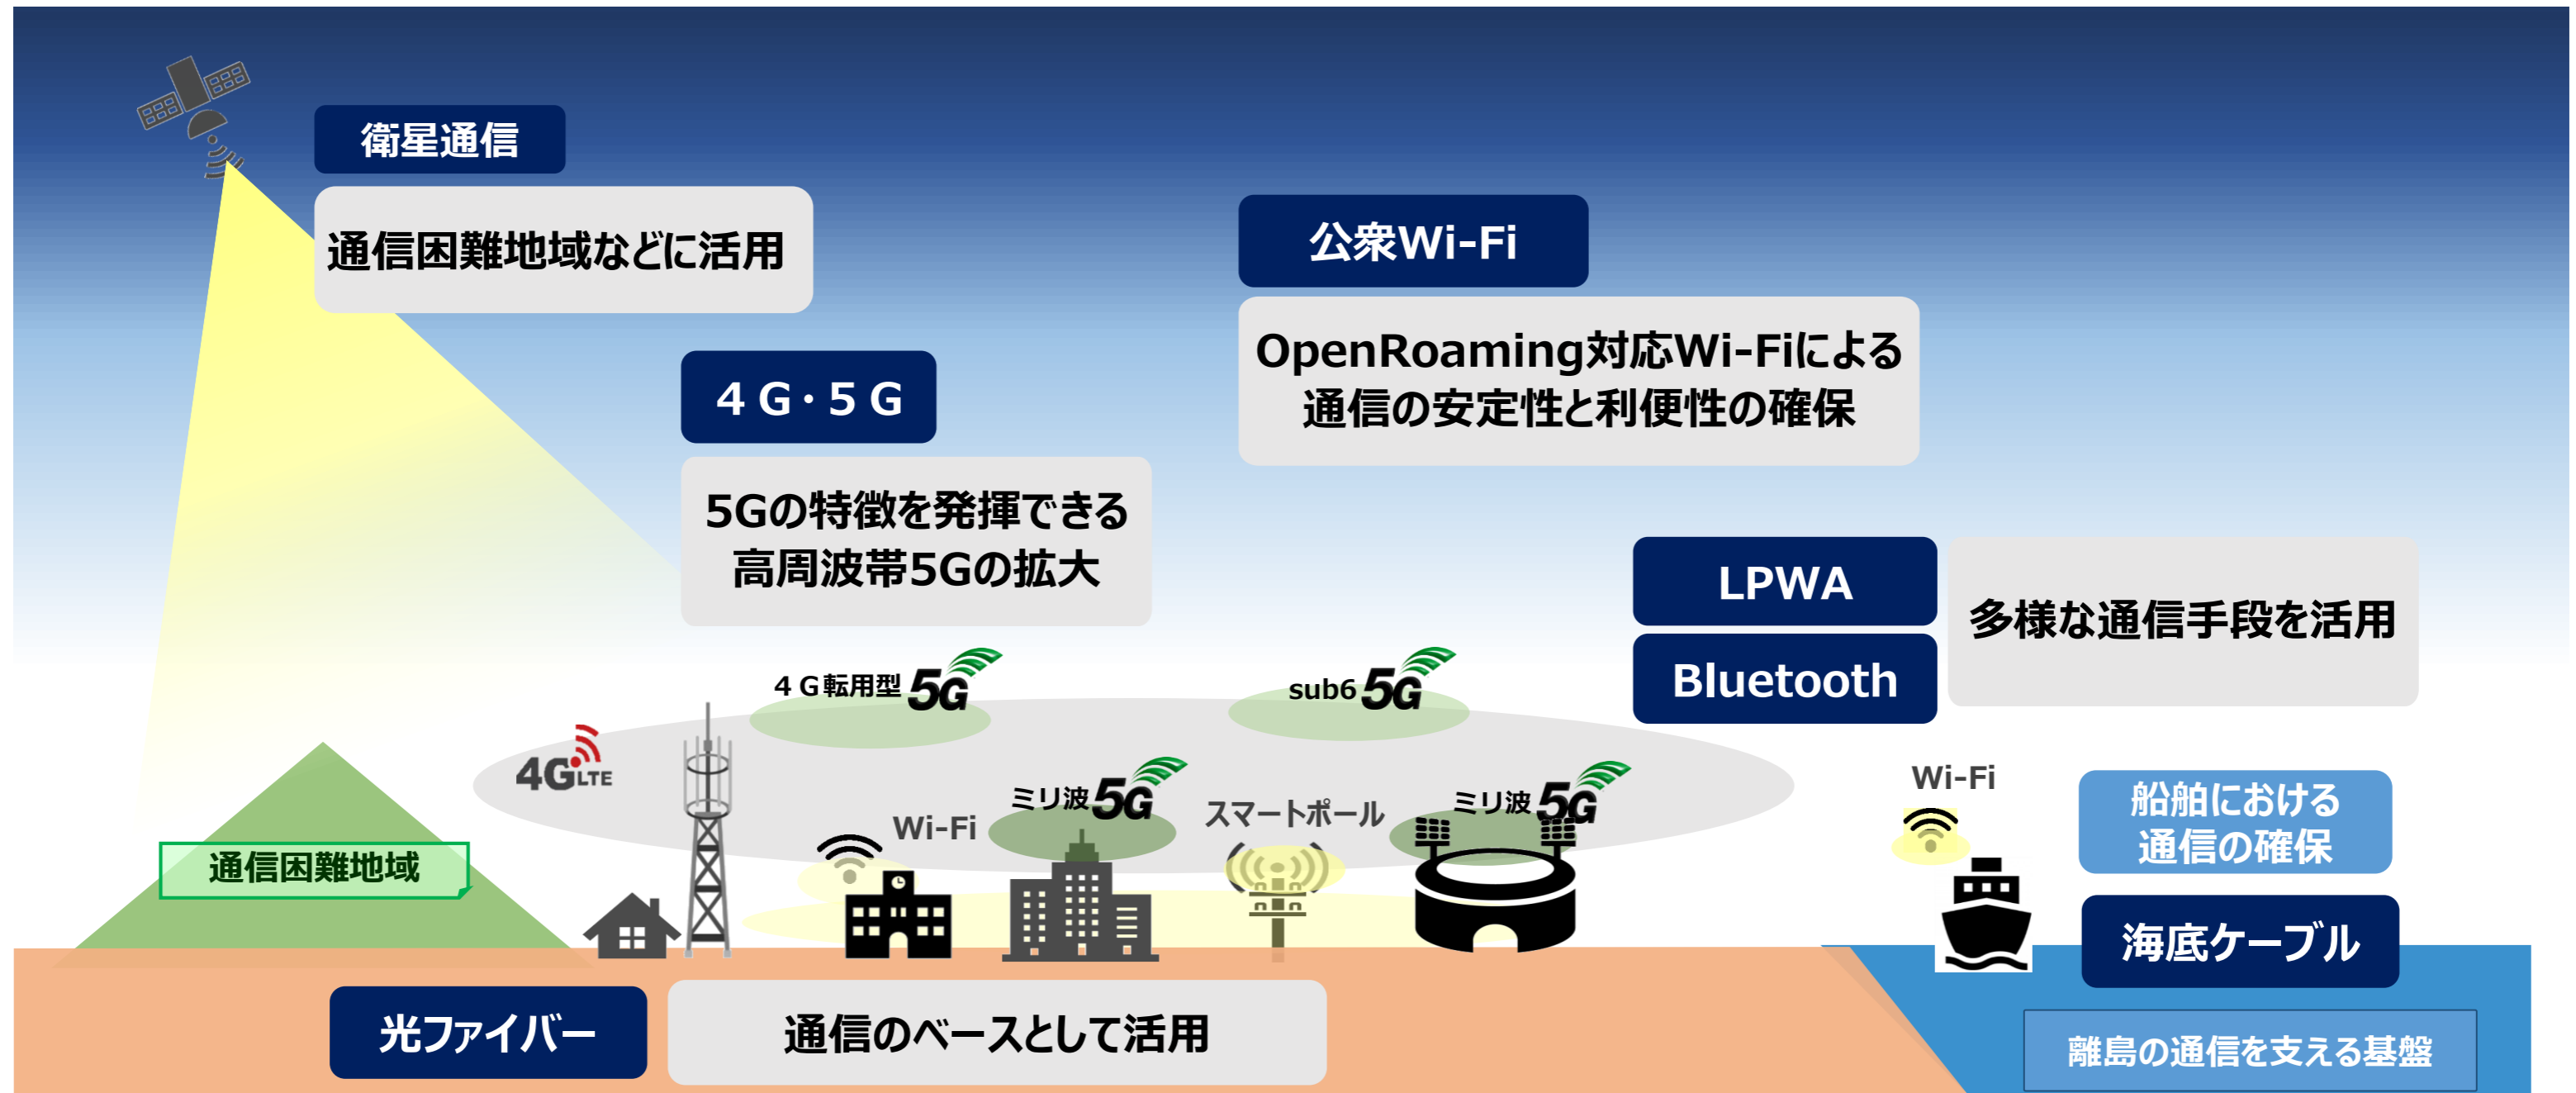 衛星通信
通信困難地域などに活用
公衆Wi-Fi
OpenRoaming対応Wi-Fiによる
通信の安定性と利便性の確保
４Ｇ・５Ｇ
5Gの特徴を発揮できる
高周波帯5Gの拡大
LPWA
Bluetooth
多様な通信手段を活用
４Ｇ転用型 5G
sub6 5G
4G LTE
ミリ波 5G
ミリ波 5G
Wi-Fi
スマートポール
Wi-Fi
船舶における
通信の確保
通信困難地域
海底ケーブル
光ファイバー
通信のベースとして活用
離島の通信を支える基盤